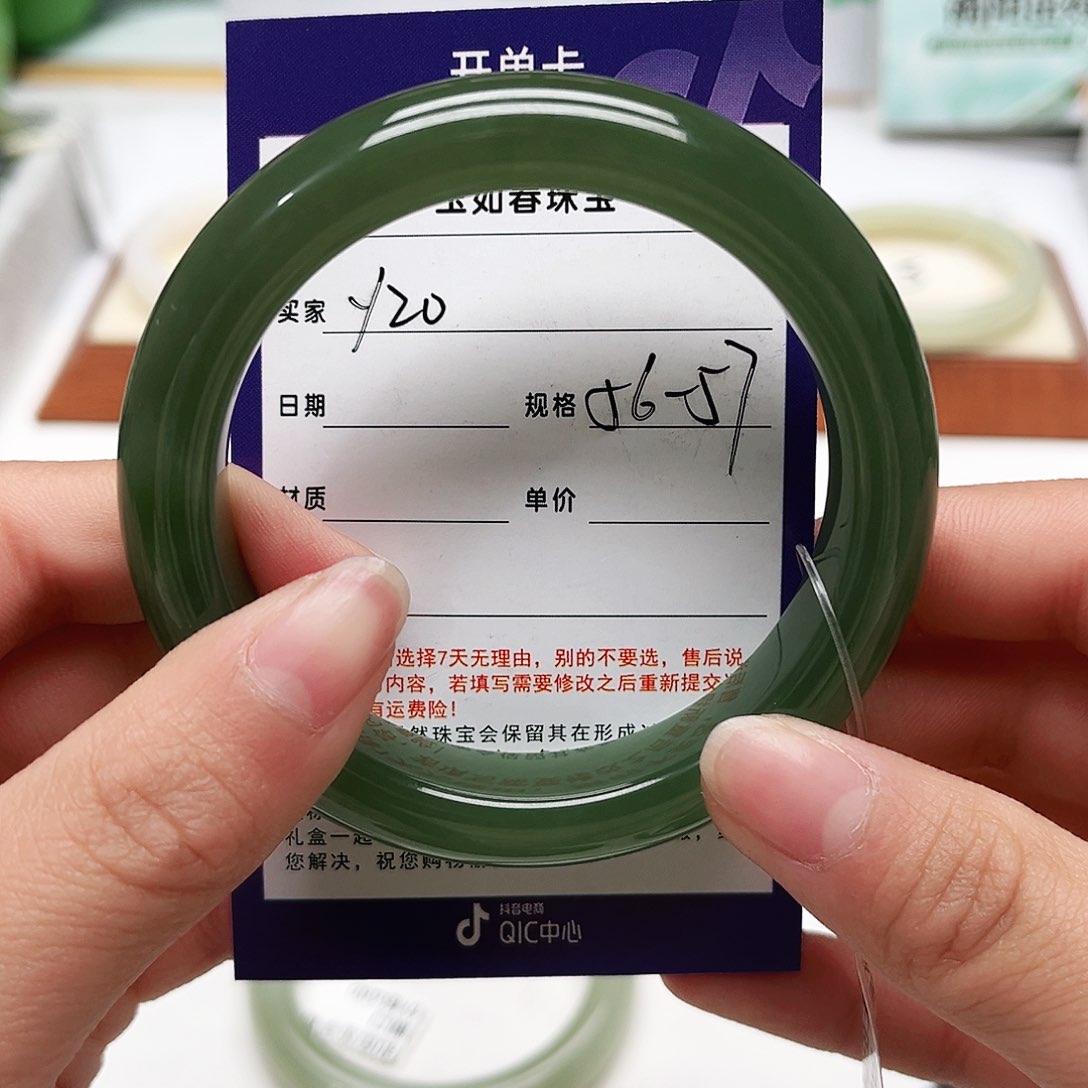 开单卡
玉如春珠宝
买家 y20
日期 规格 56-57
材质 单价
选择7天无理由，别的不要选，售后说
内容，若填写需要修改之后重新提交
有运费险！
然珠宝会保留其在形成
礼盒一起
您解决，祝您购物
抖音电商
QIC中心